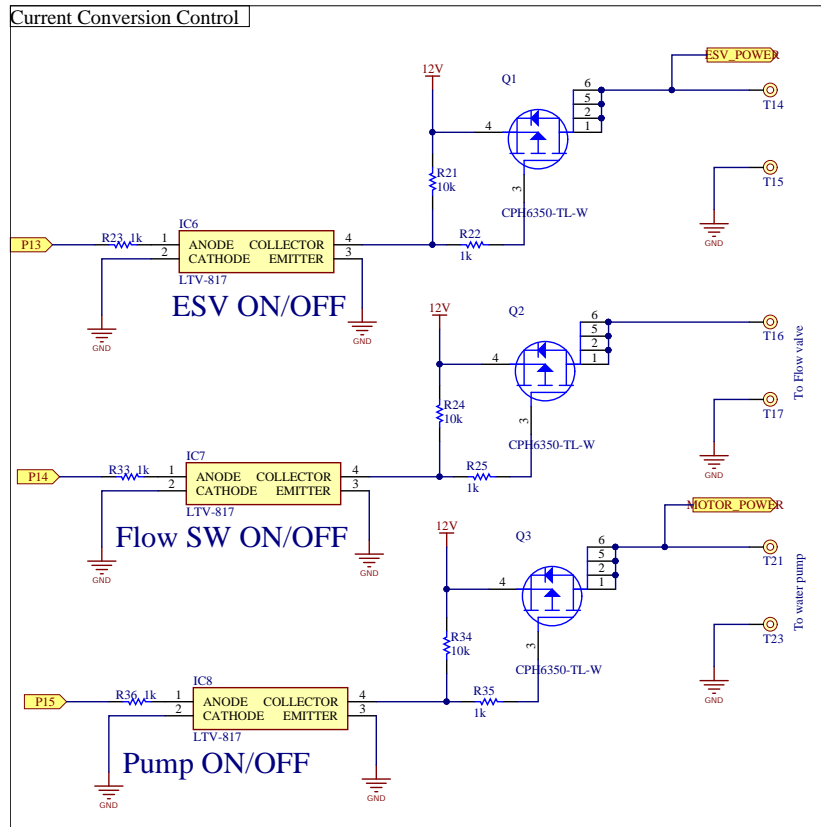 Current Conversion Control
ESV_POWER
12V
Q1
6
5
2
1
4
T14
R21
10k
3
T15
CPH6350-TL-W
GND
P13
R23 1k
IC6
1 ANODE COLLECTOR 4
2 CATHODE EMITTER 3
LTV-817
R22
1k
ESV ON/OFF
GND
GND
12V
Q2
6
5
2
1
4
T16
To Flow valve
R24
10k
3
T17
CPH6350-TL-W
GND
P14
R33 1k
IC7
1 ANODE COLLECTOR 4
2 CATHODE EMITTER 3
LTV-817
R25
1k
Flow SW ON/OFF
GND
GND
MOTOR_POWER
12V
Q3
6
5
2
1
4
T21
To water pump
R34
10k
3
T23
CPH6350-TL-W
GND
P15
R36 1k
IC8
1 ANODE COLLECTOR 4
2 CATHODE EMITTER 3
LTV-817
R35
1k
Pump ON/OFF
GND
GND